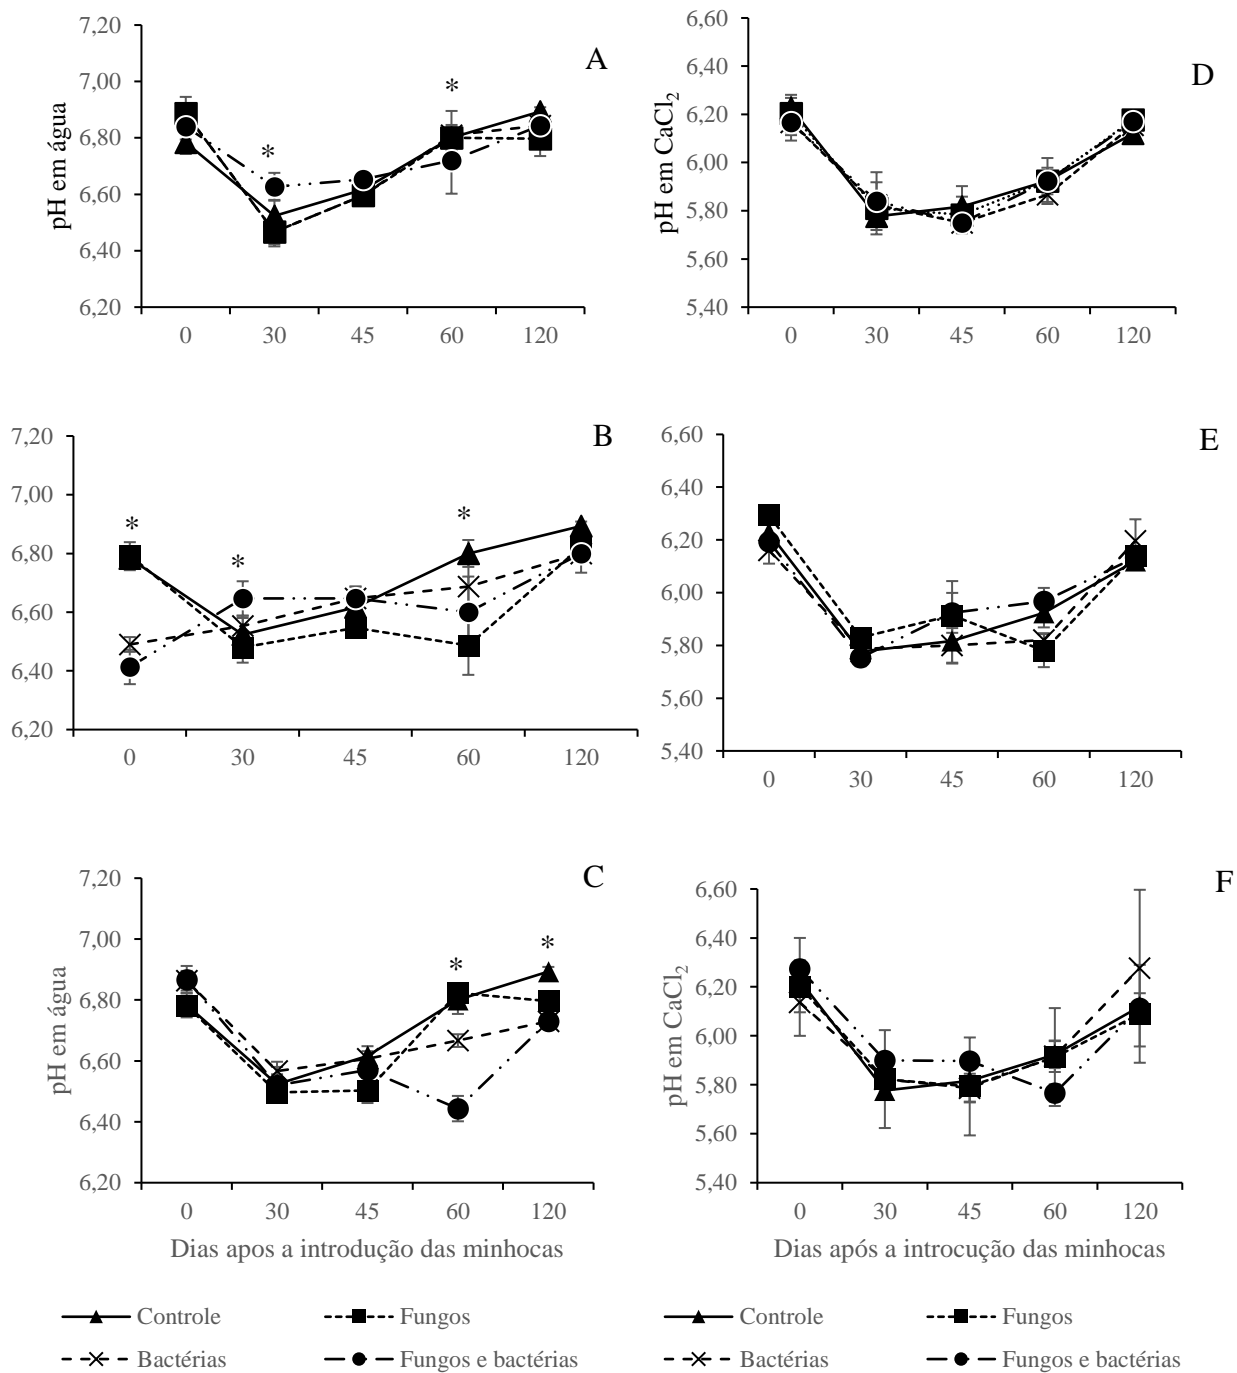 A
pH em água
7,20
7,00
6,80
6,60
6,40
6,20
*
*
0 30 45 60 120
D
pH em CaCl2
6,60
6,40
6,20
6,00
5,80
5,60
5,40
0 30 45 60 120
B
7,20
7,00
6,80
6,60
6,40
6,20
*
*
*
0 30 45 60 120
E
6,60
6,40
6,20
6,00
5,80
5,60
5,40
0 30 45 60 120
C
pH em água
7,20
7,00
6,80
6,60
6,40
6,20
*
*
0 30 45 60 120
Dias apos a introdução das minhocas
F
pH em CaCl2
6,60
6,40
6,20
6,00
5,80
5,60
5,40
0 30 45 60 120
Dias após a introcução das minhocas
Controle Fungos
Bactérias Fungos e bactérias
Controle Fungos
Bactérias Fungos e bactérias